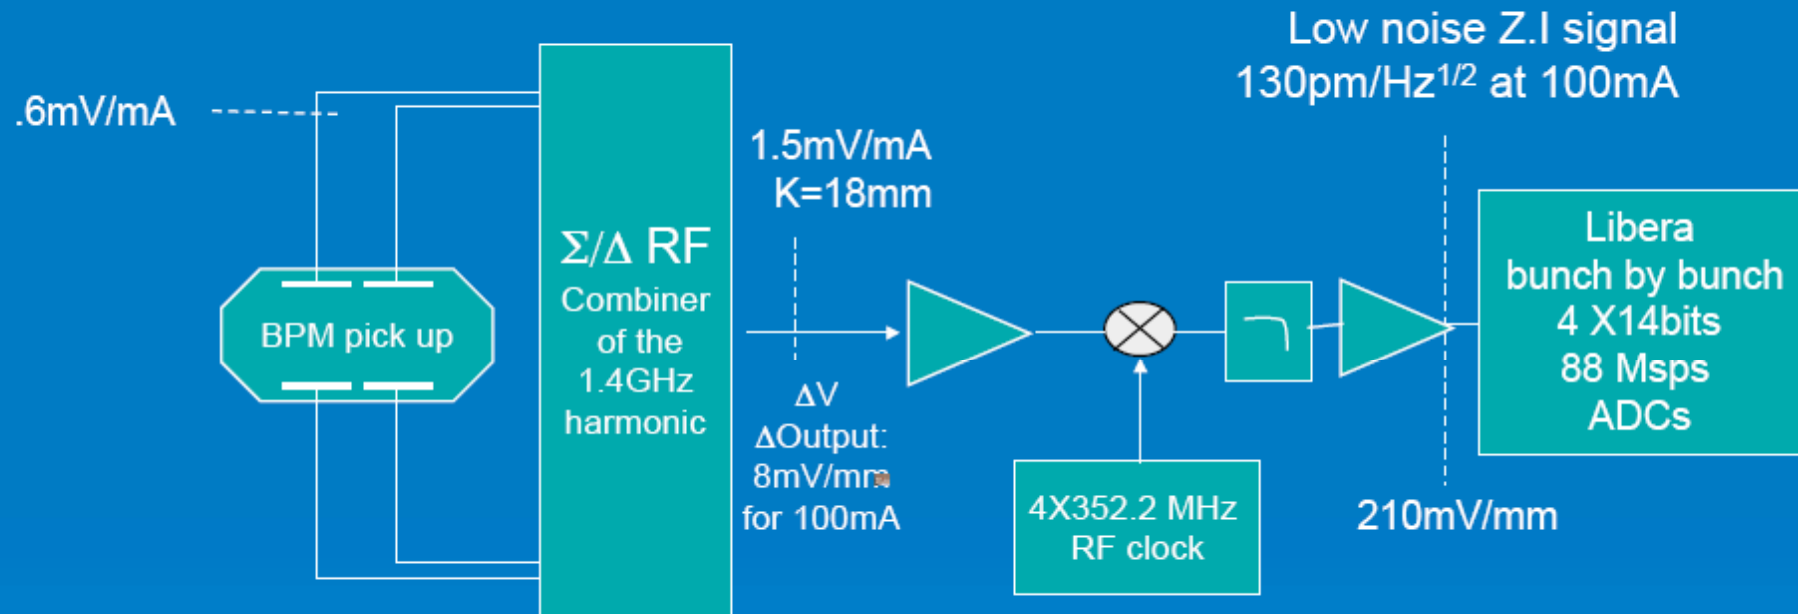 Low noise Z.I signal
130pm/Hz1/2 at 100mA
.6mV/mA
1.5mV/mA
K=18mm
Σ/Δ RF
Combiner
of the
1.4GHz
harmonic
BPM pick up
ΔV
ΔOutput:
8mV/mm
for 100mA
4X352.2 MHz
RF clock
210mV/mm
Libera
bunch by bunch
4 X14bits
88 Msps
ADCs